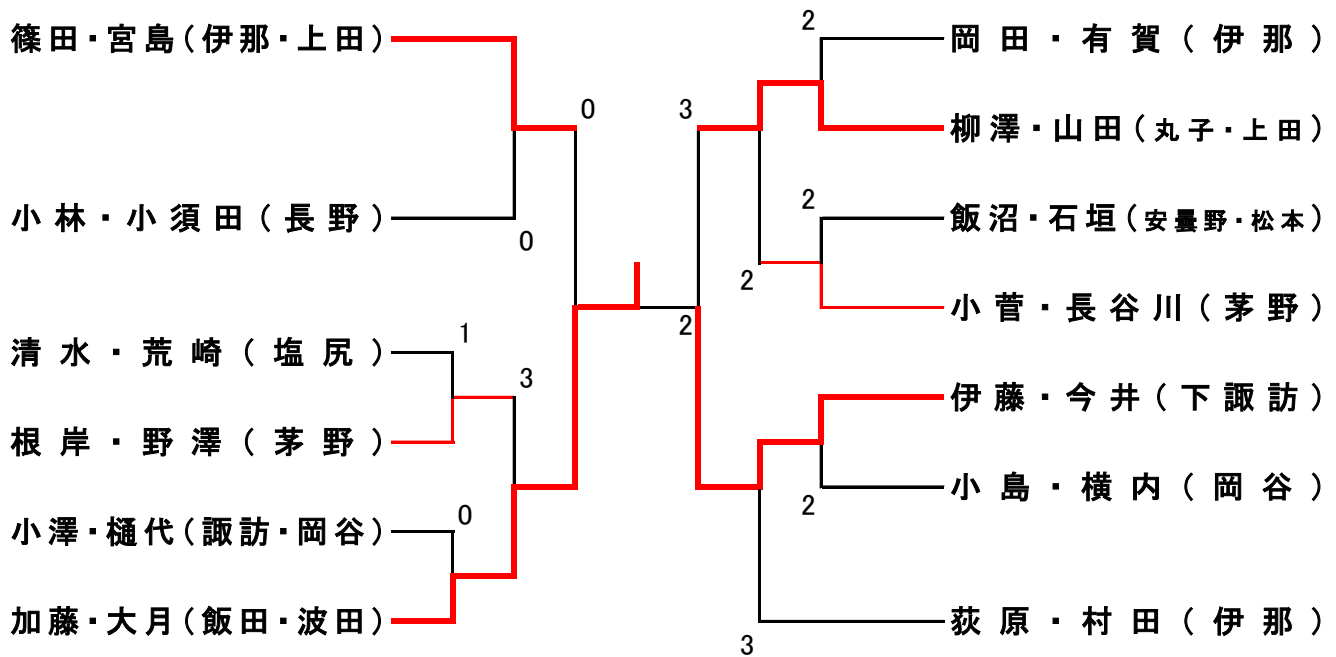 篠田・宮島(伊那・上田)
0
小林・小須田(長野)
0
清水・荒崎(塩尻)
1
3
根岸・野澤(茅野)
小澤・樋代(諏訪・岡谷)
0
加藤・大月(飯田・波田)
2
岡田・有賀(伊那)
3
柳澤・山田(丸子・上田)
2
飯沼・石垣(安曇野・松本)
2
小菅・長谷川(茅野)
2
伊藤・今井(下諏訪)
小島・横内(岡谷)
2
荻原・村田(伊那)
3